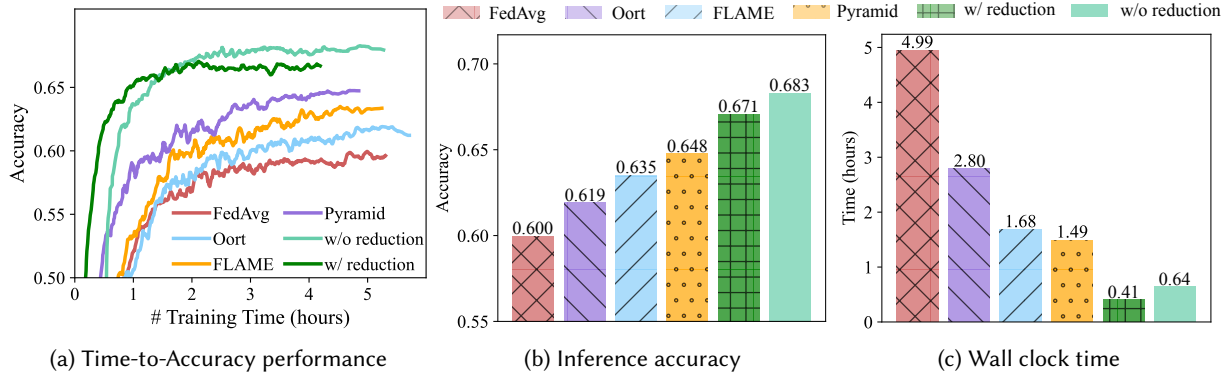 FedAvg Oort FLAME Pyramid w/ reduction w/o reduction
Accuracy
0.65
0.60
0.55
0.50
FedAvg Pyramid
Oort w/o reduction
FLAME w/ reduction
0 1 2 3 4 5
# Training Time (hours)
(a) Time-to-Accuracy performance
Accuracy
0.70
0.65
0.60
0.55
0.600 0.619 0.635 0.648 0.671 0.683
(b) Inference accuracy
Time (hours)
5
4
3
2
1
0
4.99 2.80 1.68 1.49 0.41 0.64
(c) Wall clock time